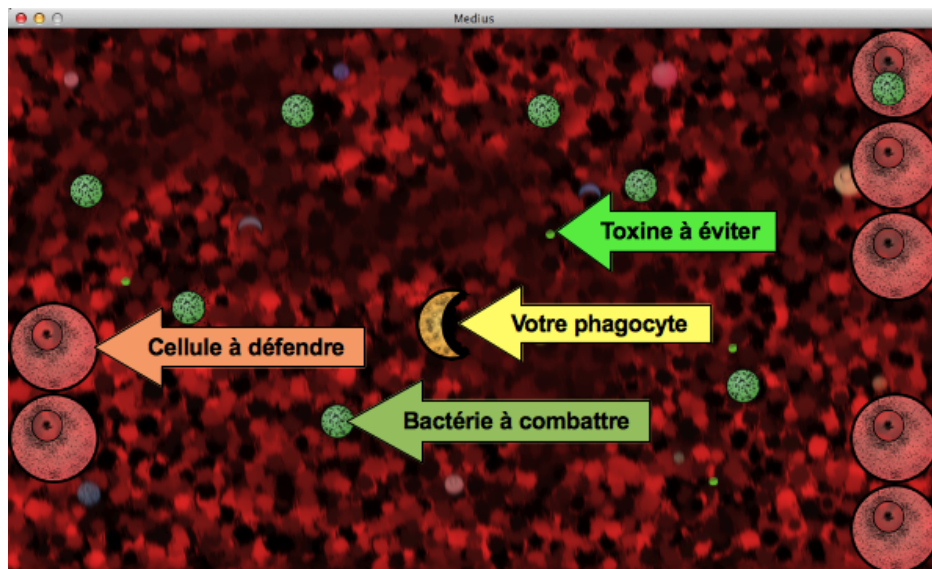 Medius
Toxine à éviter
Votre phagocyte
Cellule à défendre
Bactérie à combattre